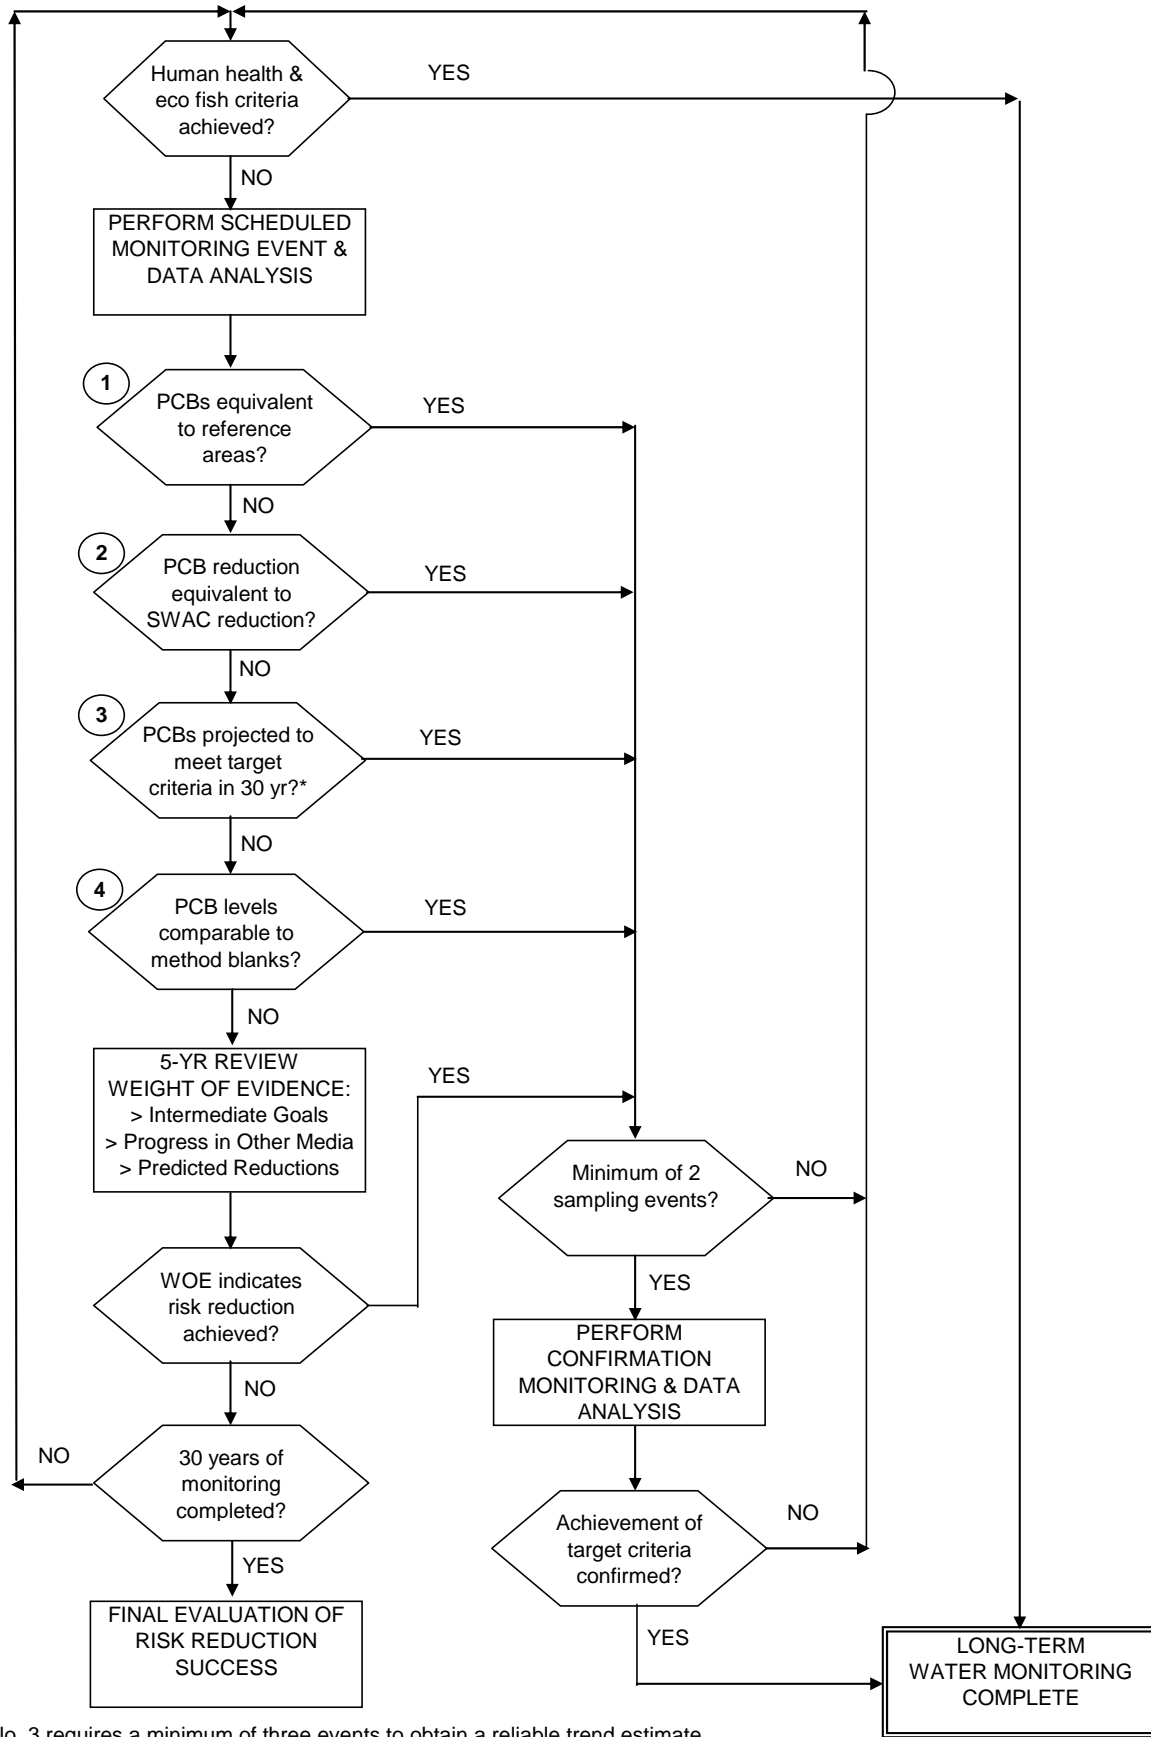 Human health &
eco fish criteria
achieved?
YES
NO
PERFORM SCHEDULED
MONITORING EVENT &
DATA ANALYSIS
1
PCBs equivalent
to reference
areas?
YES
NO
2
PCB reduction
equivalent to
SWAC reduction?
YES
NO
3
PCBs projected to
meet target
criteria in 30 yr?*
YES
NO
4
PCB levels
comparable to
method blanks?
YES
NO
5-YR REVIEW
WEIGHT OF EVIDENCE:
> Intermediate Goals
> Progress in Other Media
> Predicted Reductions
YES
WOE indicates
risk reduction
achieved?
NO
30 years of
monitoring
completed?
NO
YES
FINAL EVALUATION OF
RISK REDUCTION
SUCCESS
Minimum of 2
sampling events?
NO
YES
PERFORM
CONFIRMATION
MONITORING & DATA
ANALYSIS
Achievement of
target criteria
confirmed?
NO
YES
LONG-TERM
WATER MONITORING
COMPLETE
3 requires a minimum of three events to obtain a reliable trend estimate